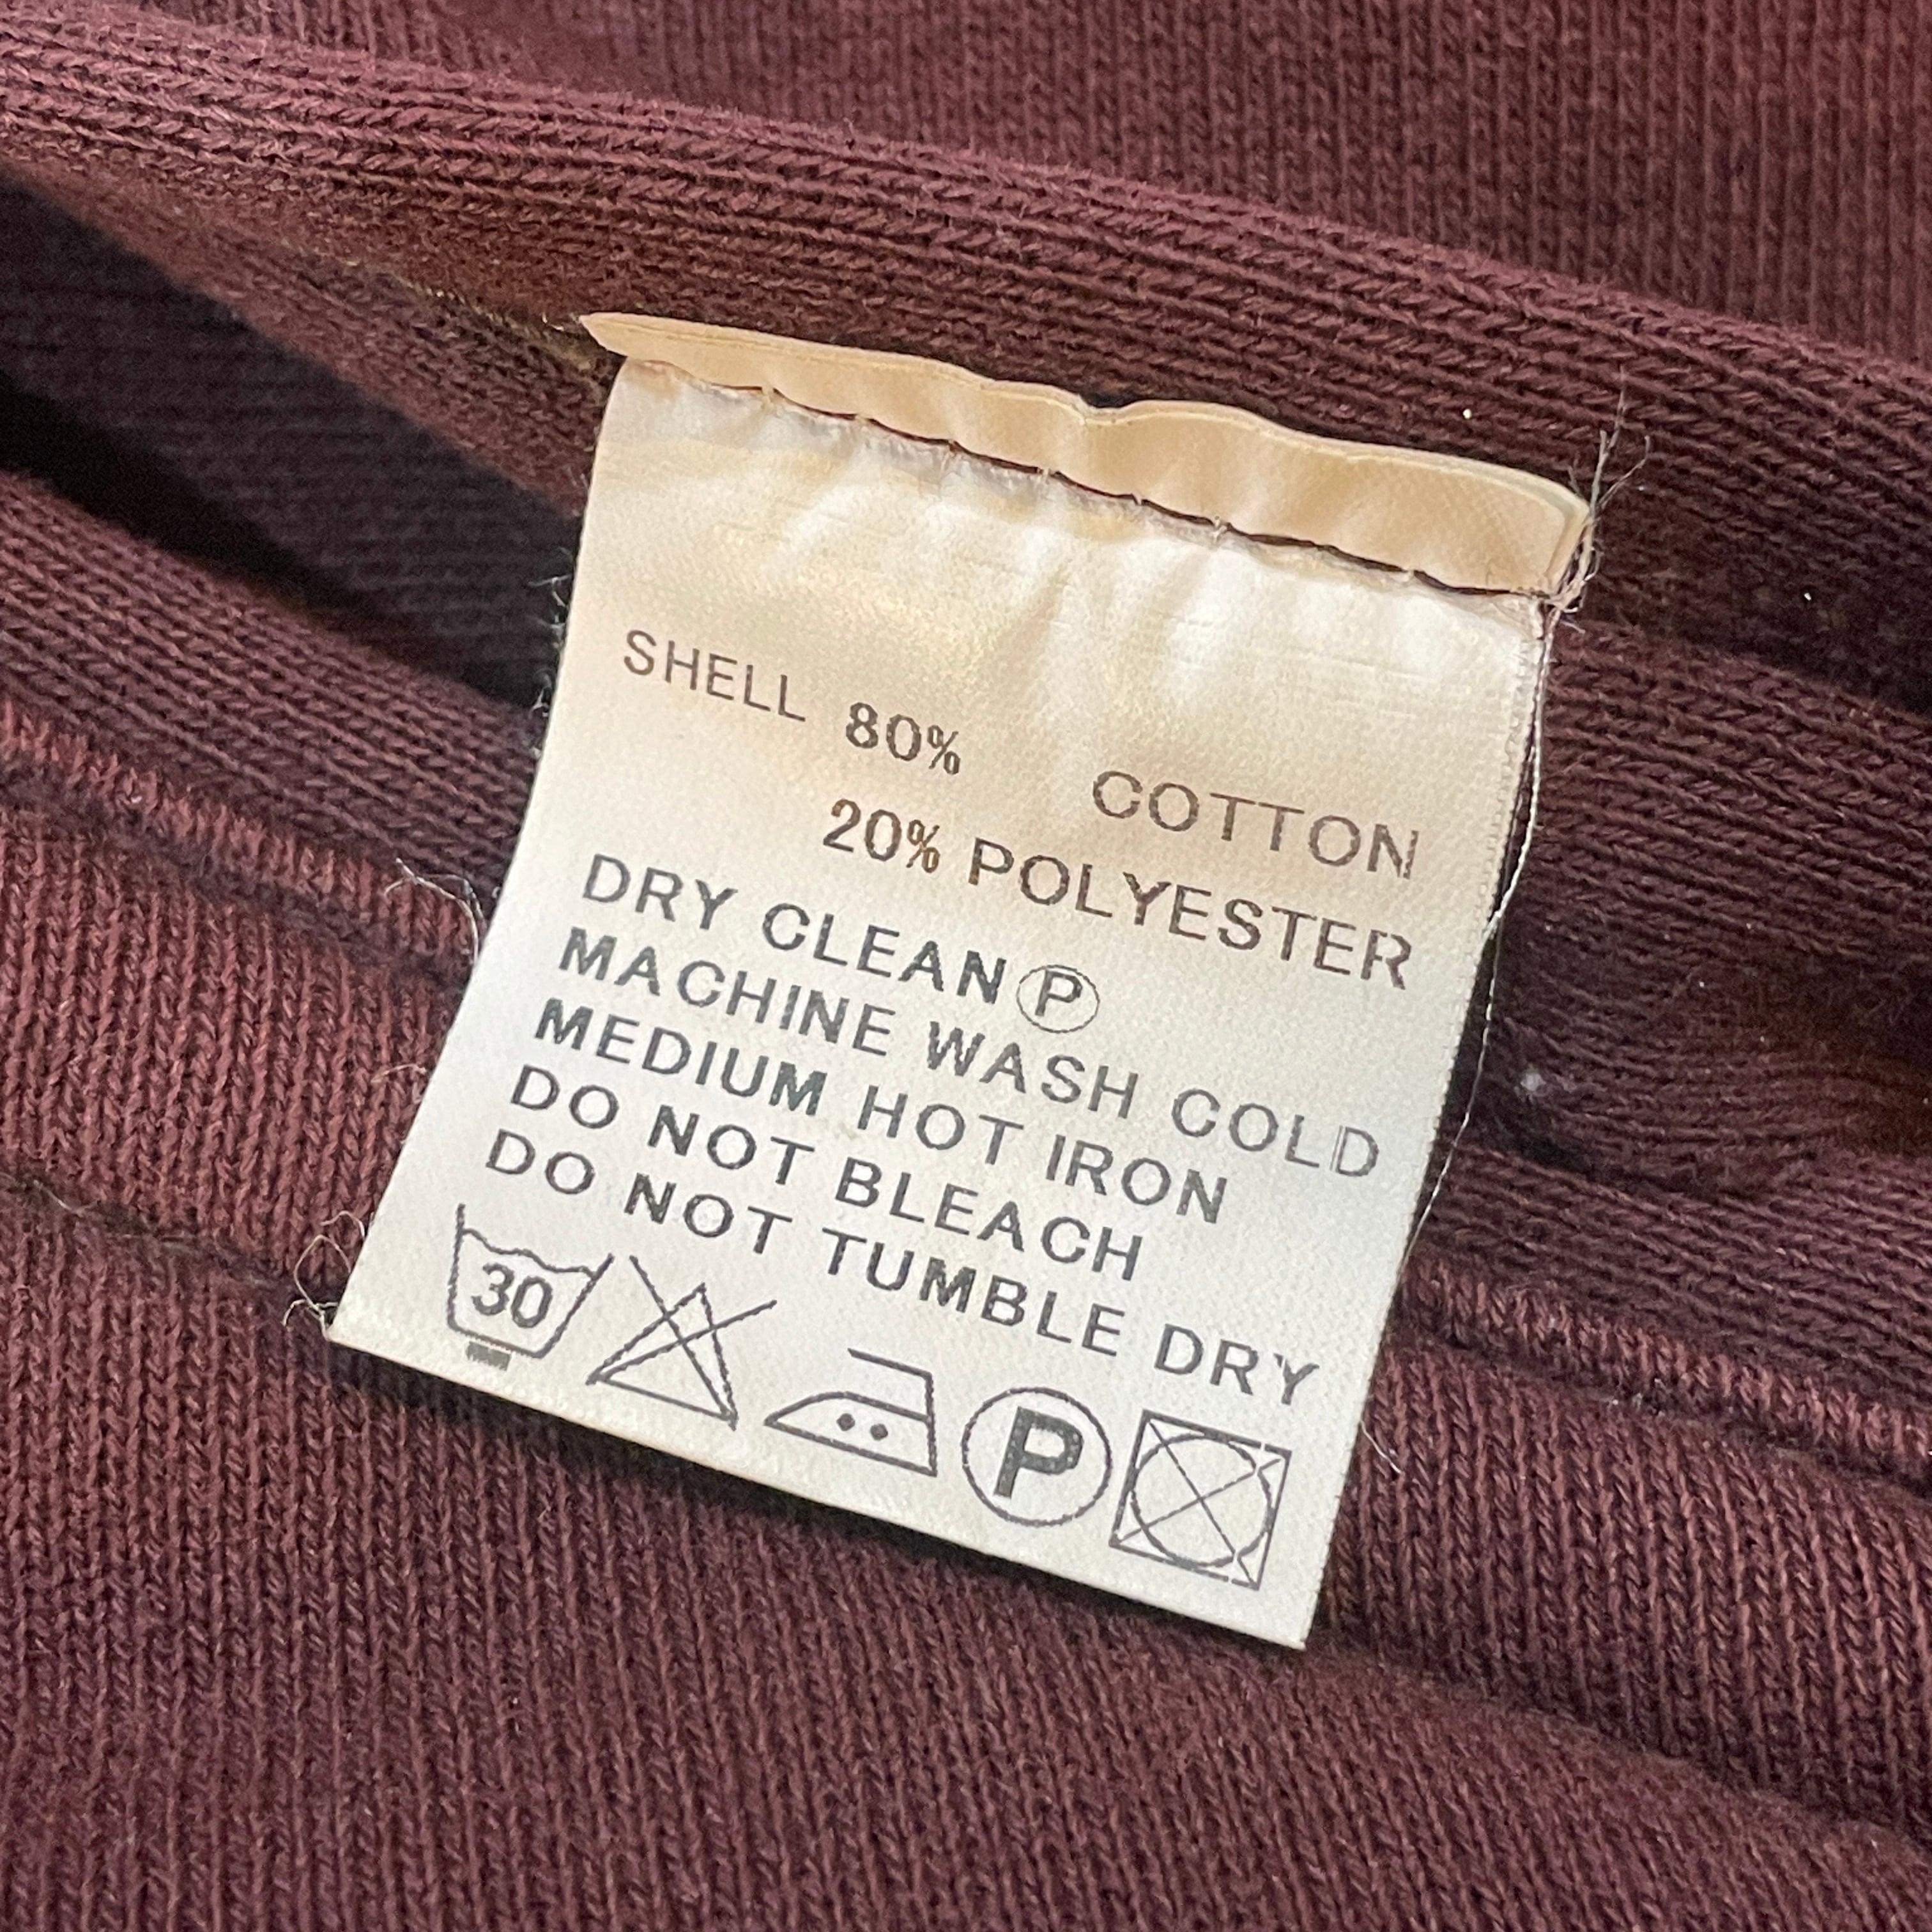 SHELL 80% COTTON
20% POLYESTER
DRY CLEAN Ⓟ
MACHINE WASH COLD
MEDIUM HOT IRON
DO NOT BLEACH
DO NOT TUMBLE DRY
30 P